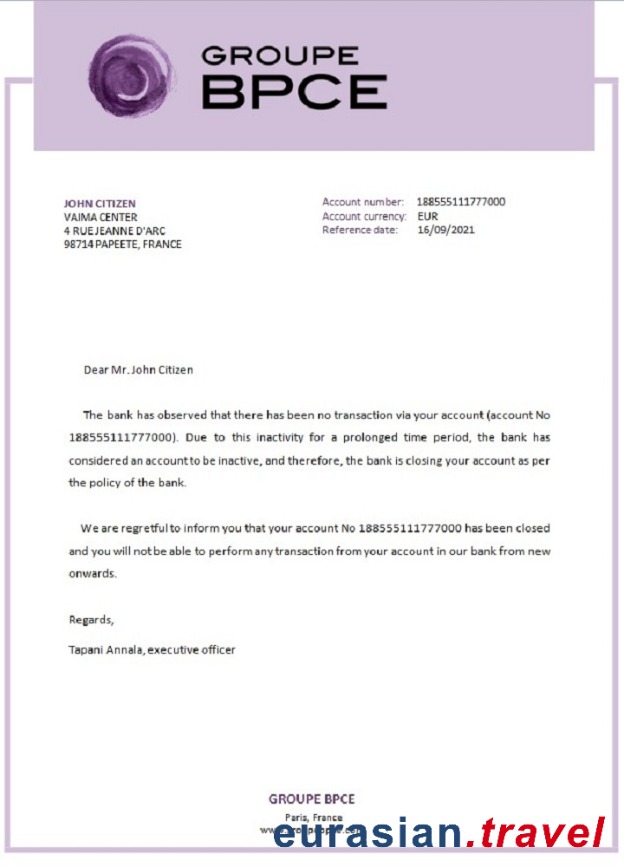 GROUPE
BPCE
JOHN CITIZEN
VAIMA CENTER
4 RUE JEANNE D'ARC
98714 PAPEETE, FRANCE
Account number: 188555111777000
Account currency: EUR
Reference date: 16/09/2021
Dear Mr. John Citizen
The bank has observed that there has been no transaction via your account (account No
188555111777000). Due to this inactivity for a prolonged time period, the bank has
considered an account to be inactive, and therefore, the bank is closing your account as per
the policy of the bank.
We are regretful to inform you that your account No 188555111777000 has been closed
and you will not be able to perform any transaction from your account in our bank from new
onwards.
Regards,
Tapani Annala, executive officer
GROUPE BPCE
Paris, France
eurasian.travel